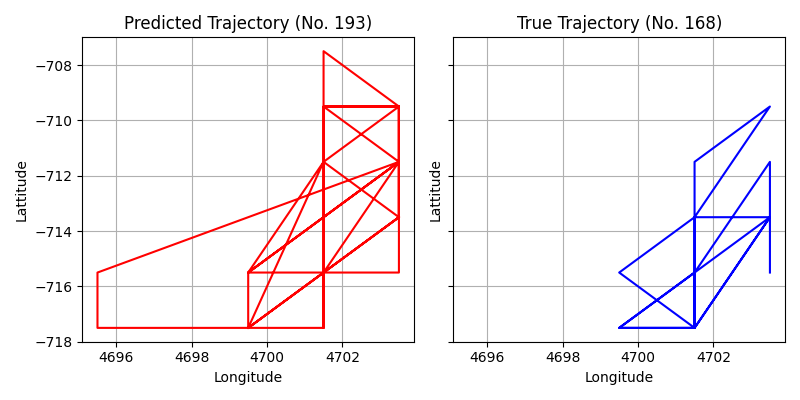 Predicted Trajectory (No. 193)
True Trajectory (No. 168)
−708
−710
−712
−714
−716
−718
Lattitude
Lattitude
4696 4698 4700 4702
4696 4698 4700 4702
Longitude
Longitude